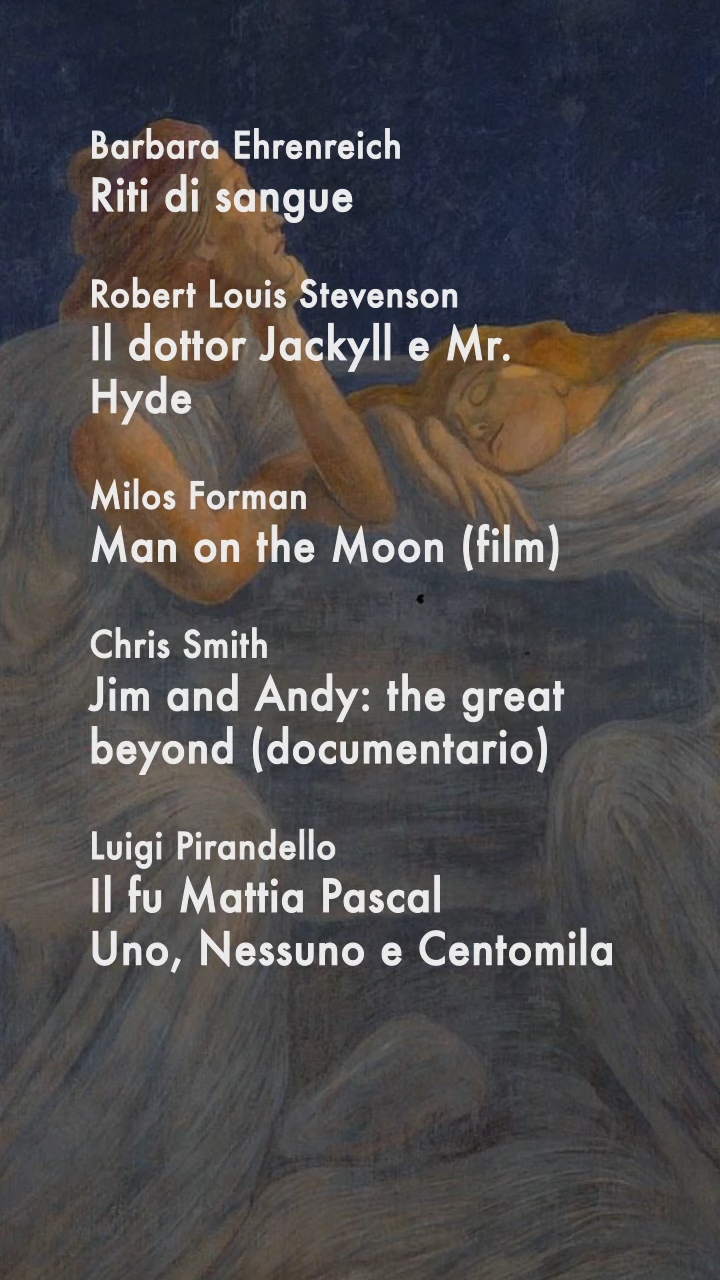 Barbara Ehrenreich
Riti di sangue
Robert Louis Stevenson
Il dottor Jackyll e Mr.
Hyde
Milos Forman
Man on the Moon (film)
Chris Smith
Jim and Andy: the great
beyond (documentario)
Luigi Pirandello
Il fu Mattia Pascal
Uno, Nessuno e Centomila